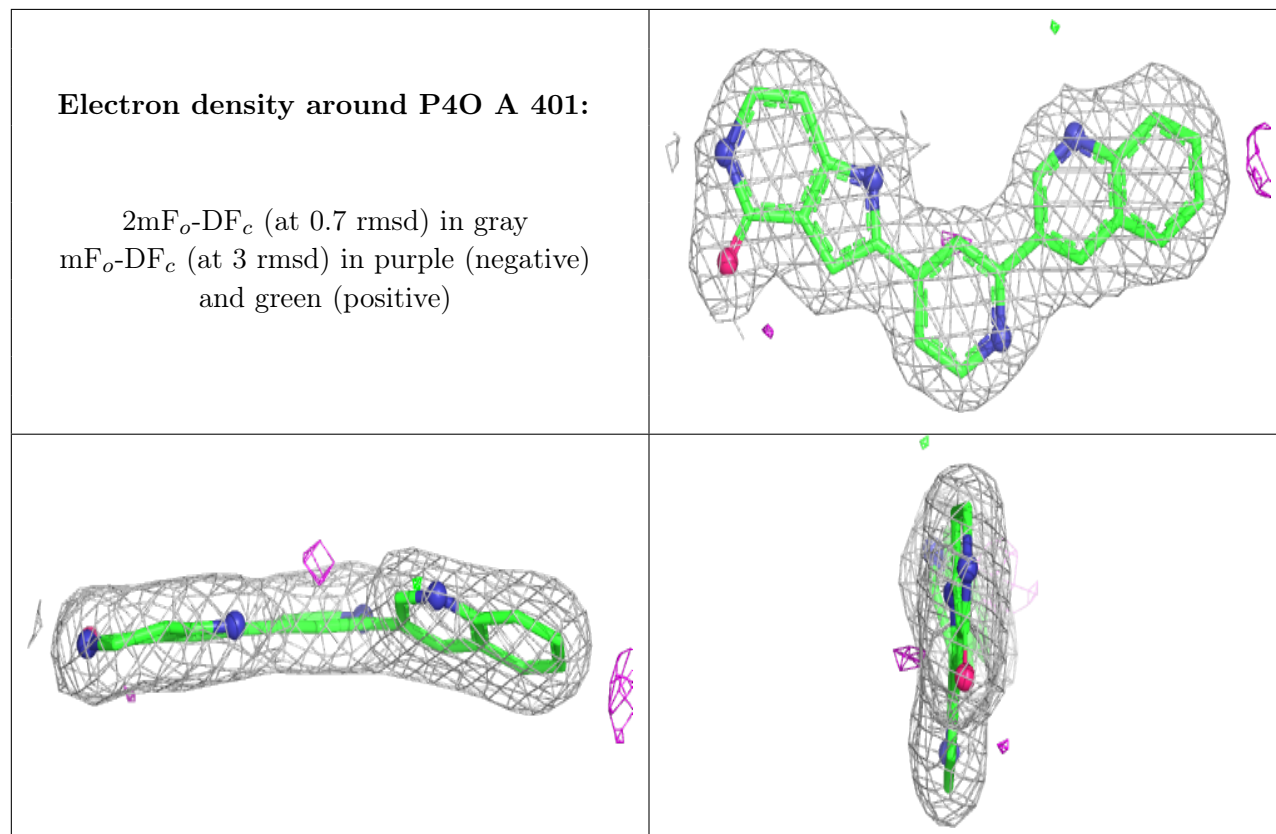 Electron density around P4O A 401:
2mFo-DFc (at 0.7 rmsd) in gray
mFo-DFc (at 3 rmsd) in purple (negative)
and green (positive)